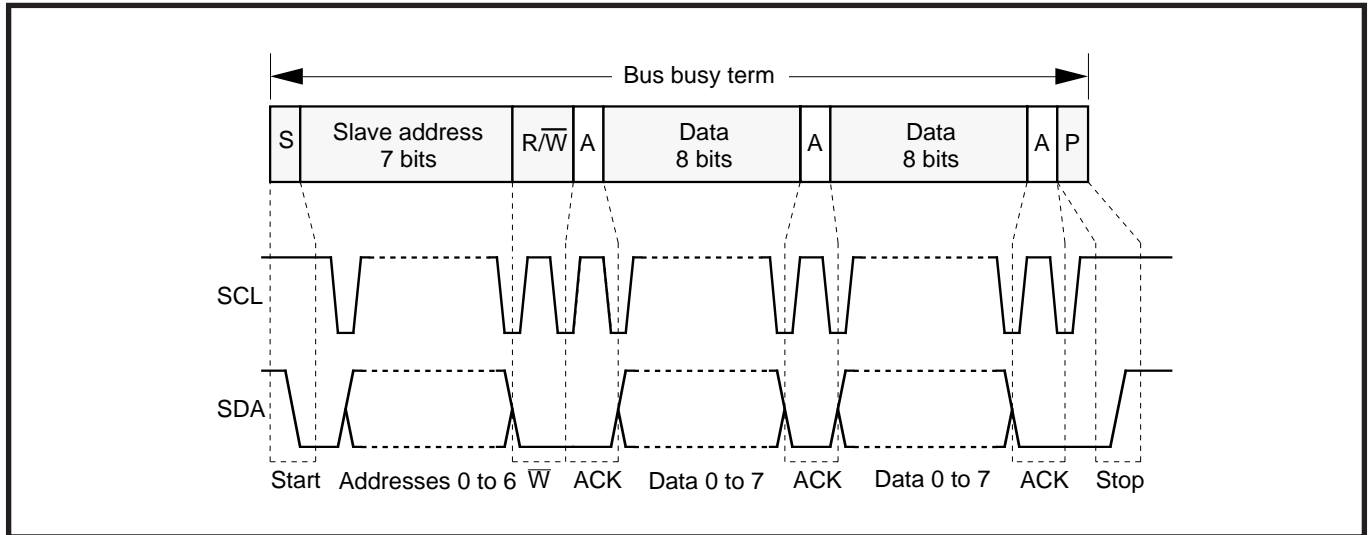 Bus busy term
S
Slave address
7 bits
R/W̅
A
Data
8 bits
A
Data
8 bits
A
P
SCL
SDA
Start
Addresses 0 to 6
W̅
ACK
Data 0 to 7
ACK
Data 0 to 7
ACK
Stop